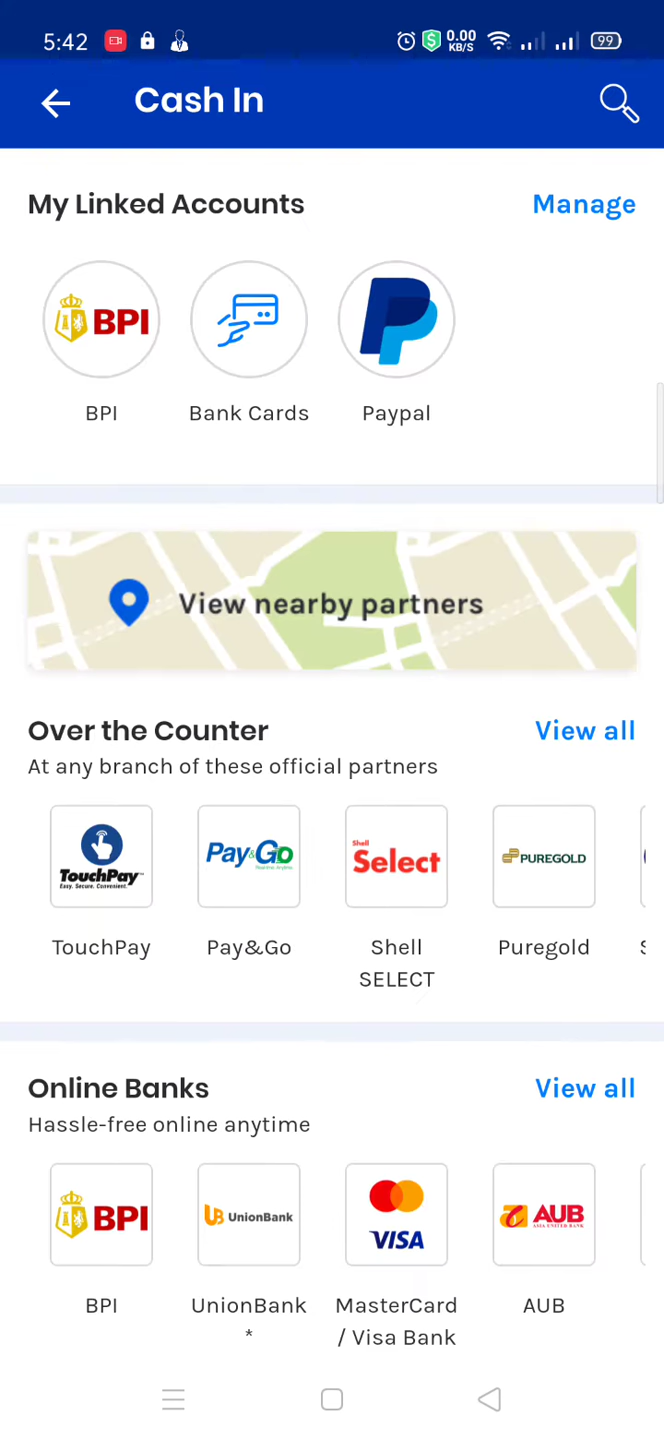 5:42
0.00
KB/S
99
Cash In
My Linked Accounts
Manage
BPI
BPI
Bank Cards
Paypal
View nearby partners
Over the Counter
View all
At any branch of these official partners
TouchPay
Easy. Secure. Convenient.
Pay&Go
Shell
Select
PUREGOLD
TouchPay
Pay&Go
Shell
SELECT
Puregold
Online Banks
View all
Hassle-free online anytime
BPI
UB UnionBank
VISA
AUB
ASIA UNITED BANK
BPI
UnionBank
*
MasterCard
/ Visa Bank
AUB